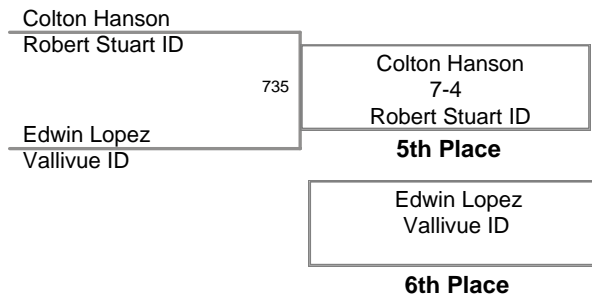 Colton Hanson
Robert Stuart ID
735
Edwin Lopez
Vallivue ID
Colton Hanson
7-4
Robert Stuart ID
5th Place
Edwin Lopez
Vallivue ID
6th Place